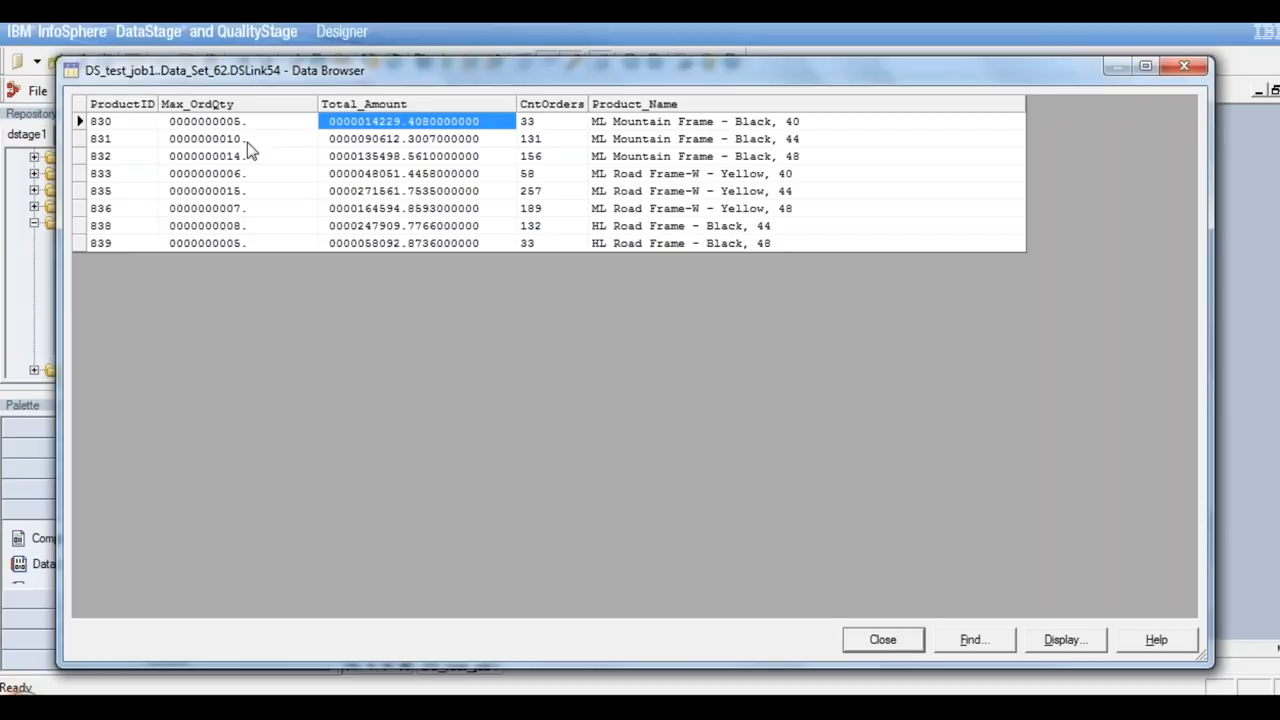 IBM® InfoSphere® DataStage® and QualityStage® Designer
DS_test_job1..Data_Set_62.DSLink54 - Data Browser
File
Repository
dstage1
ProductID Max_OrdQty Total_Amount CntOrders Product_Name
830 0000000005. 0000014229.4080000000 33 ML Mountain Frame - Black, 40
831 0000000010. 0000090612.3007000000 131 ML Mountain Frame - Black, 44
832 0000000014. 0000135498.5610000000 156 ML Mountain Frame - Black, 48
833 0000000006. 0000048051.4458000000 58 ML Road Frame-W - Yellow, 40
835 0000000015. 0000271561.7535000000 257 ML Road Frame-W - Yellow, 44
836 0000000007. 0000164594.8593000000 189 ML Road Frame-W - Yellow, 48
838 0000000008. 0000247909.7766000000 132 HL Road Frame - Black, 44
839 0000000005. 0000058092.8736000000 33 HL Road Frame - Black, 48
Palette
Com
Data
Close Find... Display... Help
Ready